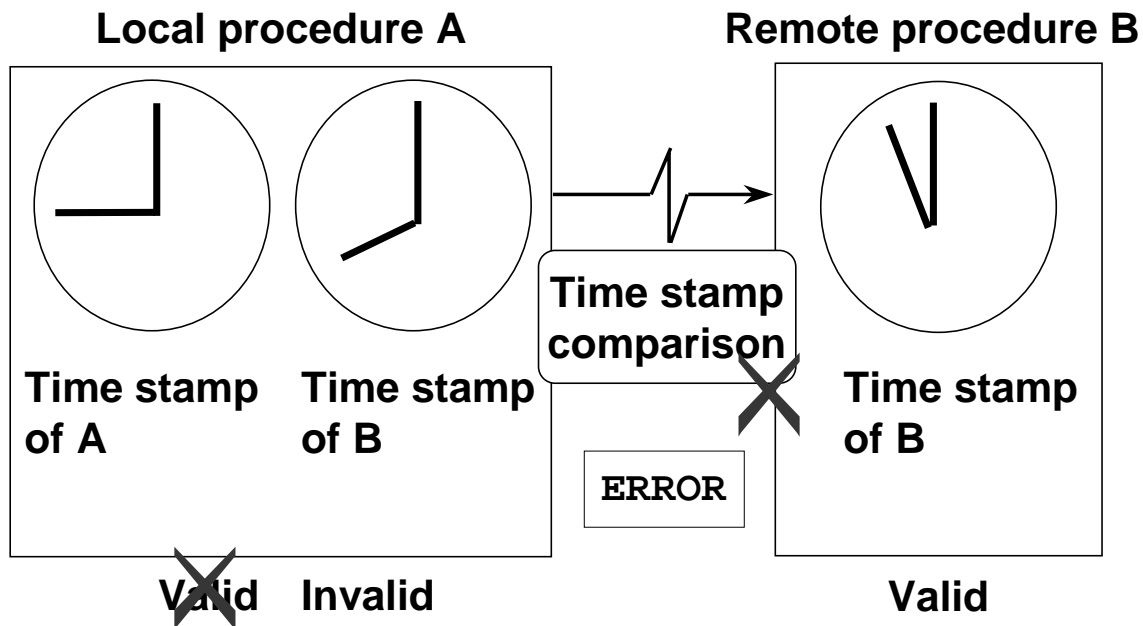 Local procedure A
Remote procedure B
Time stamp
comparison
Time stamp
of A
Time stamp
of B
Time stamp
of B
ERROR
Valid
Invalid
Valid